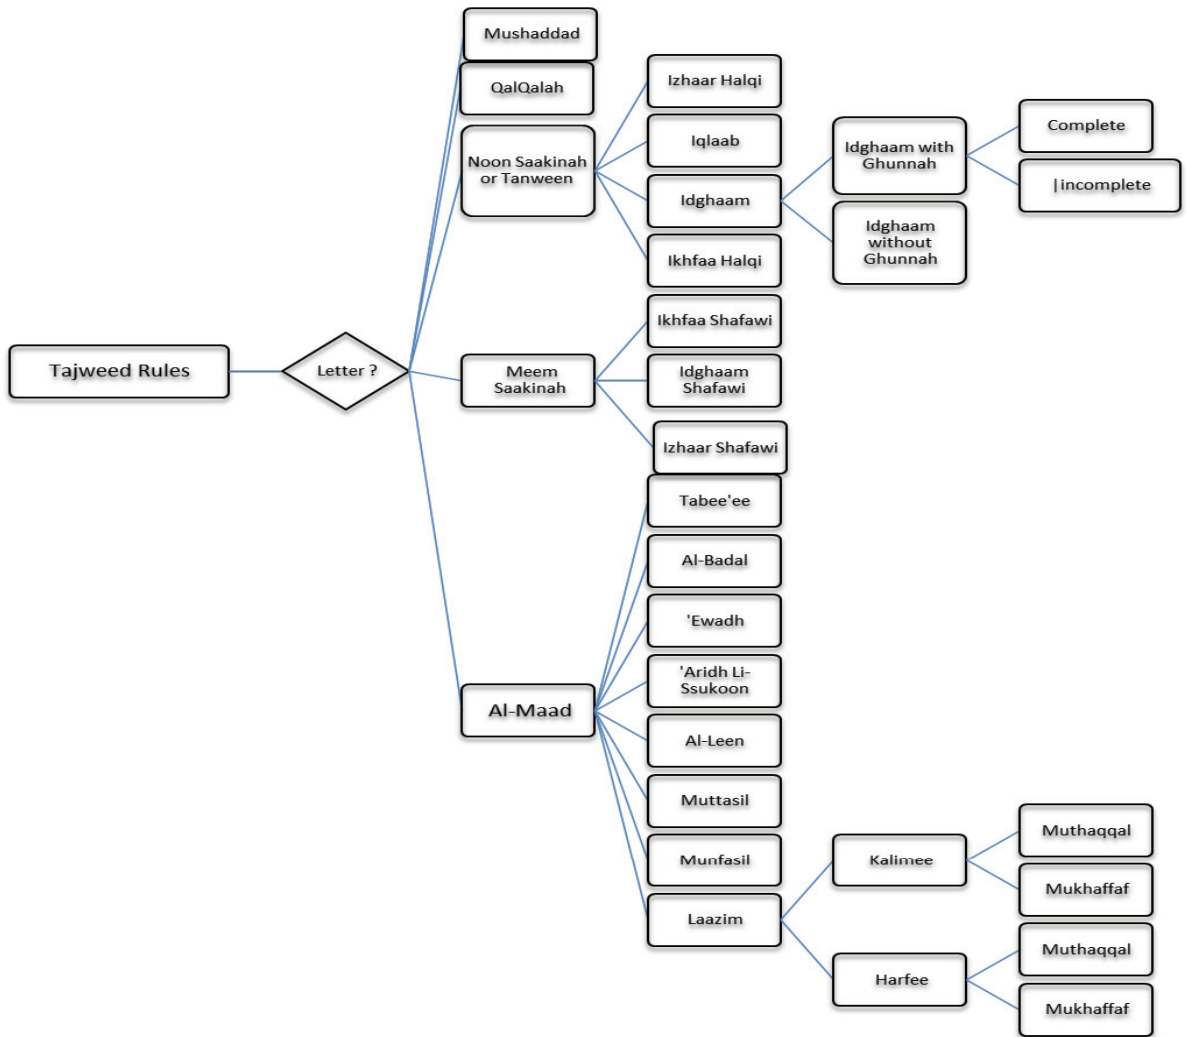 Tajweed Rules
Letter ?
Mushaddad
QalQalah
Noon Saakinah
or Tanween
Izhaar Halqi
Iqlaab
Idghaam
Idghaam with
Ghunnah
Complete
|incomplete
Idghaam
without
Ghunnah
Ikhfaa Halqi
Meem
Saakinah
Ikhfaa Shafawi
Idghaam
Shafawi
Izhaar Shafawi
Al-Maad
Tabee'ee
Al-Badal
'Ewadh
'Aridh Li-
Ssukoon
Al-Leen
Muttasil
Munfasil
Laazim
Kalimee
Muthaqqal
Mukhaffaf
Harfee
Muthaqqal
Mukhaffaf